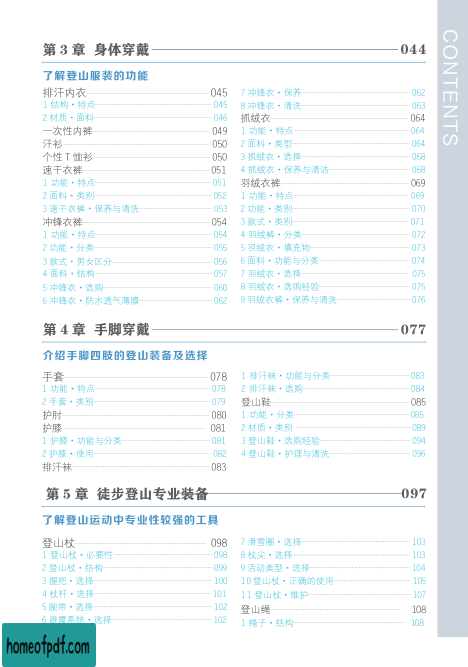 CONTENTS
第 3 章 身体穿戴 044
了解登山服装的功能
排汗内衣 045
1 结构・特点 045
2 材质・面料 046
一次性内裤 049
汗衫 050
个性 T 恤衫 050
速干衣裤 051
1 功能・特点 051
2 面料・类别 052
3 速干衣裤・保养与清洗 053
冲锋衣裤 054
1 功能・特点 054
2 功能・分类 055
3 款式・男女区分 056
4 面料・结构 057
5 冲锋衣・选购 060
6 冲锋衣・防水透气薄膜 062
7 冲锋衣・保养 062
8 冲锋衣・清洗 063
抓绒衣 064
1 功能・特点 064
2 面料・类型 064
3 抓绒衣・选择 068
4 抓绒衣・保养与清洁 068
羽绒衣裤 069
1 功能・特点 069
2 功能・类别 070
3 款式・类别 071
4 羽绒裤・分类 072
5 羽绒衣・填充物 073
6 面料・功能与分类 074
7 羽绒衣・选择 075
8 羽绒衣・选购经验 075
9 羽绒衣裤・保养与清洗 076
第 4 章 手脚穿戴 077
介绍手脚四肢的登山装备及选择
手套 078
1 功能・特点 078
2 手套・类别 079
护肘 080
护膝 081
1 护膝・功能与分类 081
2 护膝・使用 082
排汗袜 083
1 排汗袜・功能与分类 083
2 排汗袜・选购 084
登山鞋 085
1 功能・分类 085
2 材质・类别 089
3 登山鞋・选购经验 094
4 登山鞋・护理与清洗 096
第 5 章 徒步登山专业装备 097
了解登山运动中专业性较强的工具
登山杖 098
1 登山杖・必要性 098
2 登山杖・结构 099
3 握把・选择 100
4 杖杆・选择 101
5 腕带・选择 102
6 避震系统・选择 102
7 滑雪圈・选择 103
8 杖尖・选择 103
9 活动类型・选择 104
10 登山杖・正确的使用 105
11 登山杖・维护 107
登山绳 108
1 绳子・结构 108
homeofpdf.com